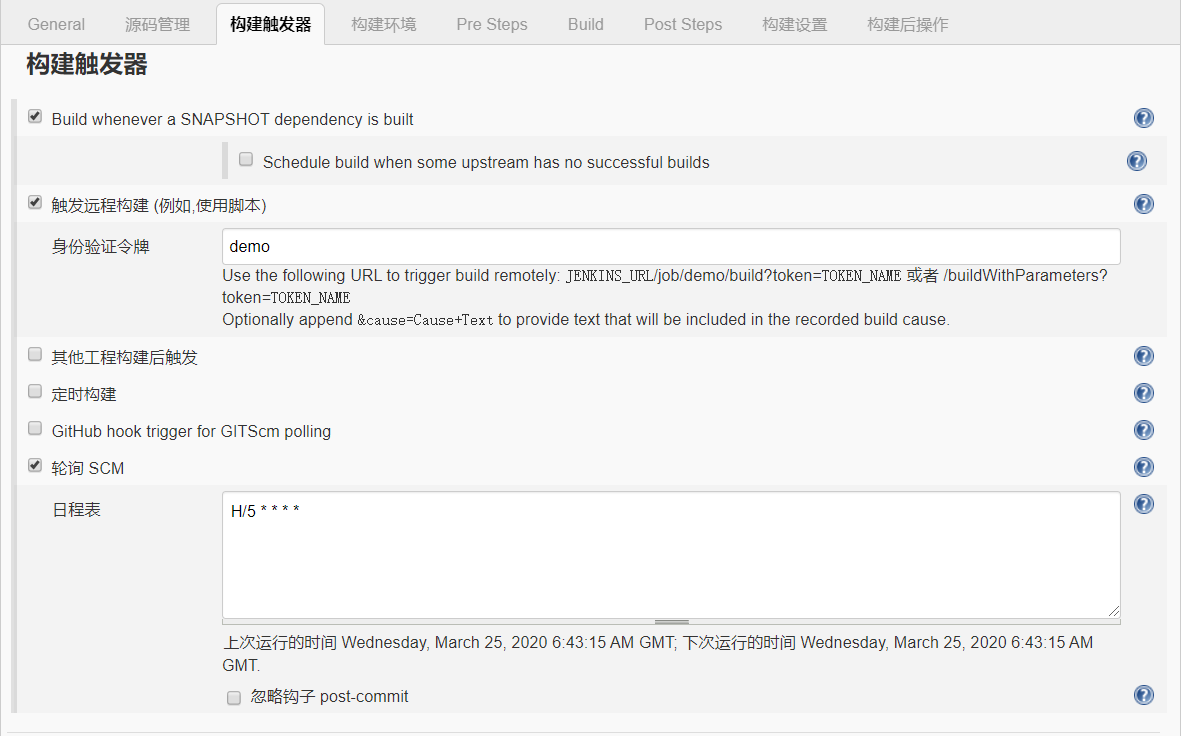 General 源码管理 构建触发器 构建环境 Pre Steps Build Post Steps 构建设置 构建后操作
构建触发器
Build whenever a SNAPSHOT dependency is built
Schedule build when some upstream has no successful builds
触发远程构建 (例如,使用脚本)
身份验证令牌 demo
Use the following URL to trigger build remotely: JENKINS_URL/job/demo/build?token=TOKEN_NAME 或者 /buildWithParameters?
token=TOKEN_NAME
Optionally append &cause=Cause+Text to provide text that will be included in the recorded build cause.
其他工程构建后触发
定时构建
GitHub hook trigger for GITScm polling
轮询 SCM
日程表 H/5 * * * *
上次运行的时间 Wednesday, March 25, 2020 6:43:15 AM GMT; 下次运行的时间 Wednesday, March 25, 2020 6:43:15 AM
GMT.
忽略钩子 post-commit